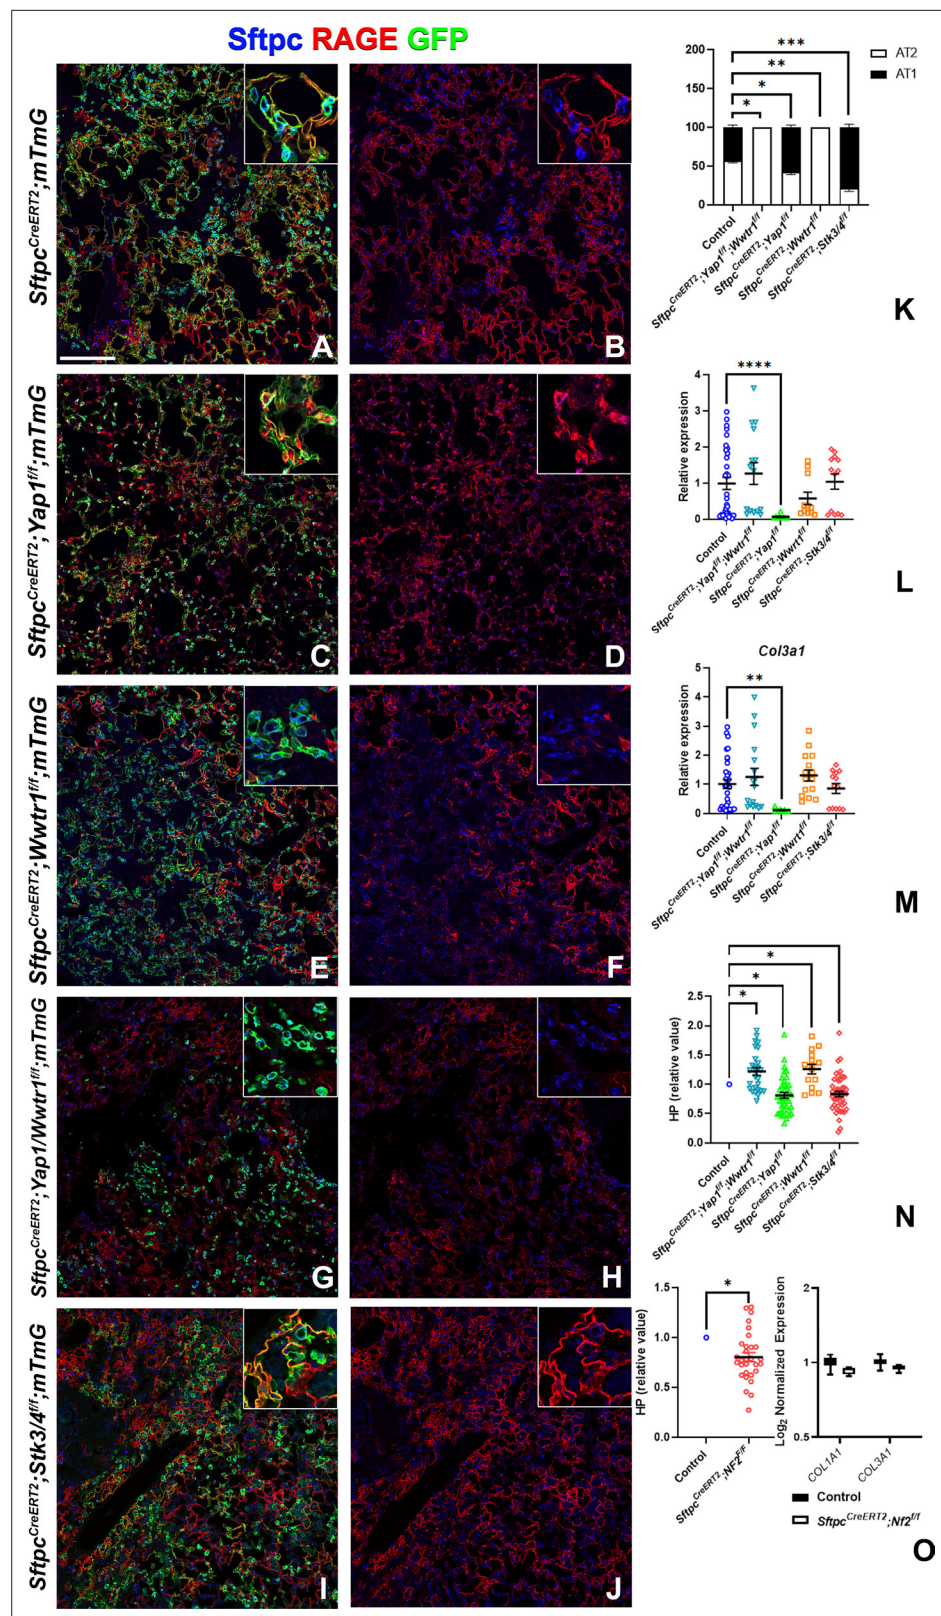 Sftpc RAGE GFP
Sftpc^CreERT2;mTmG
A
B
Sftpc^CreERT2;Yap1^f/f;mTmG
C
D
Sftpc^CreERT2;Wwtr1^f/f;mTmG
E
F
Sftpc^CreERT2;Yap1/Wwtr1^f/f;mTmG
G
H
Sftpc^CreERT2;Stk3/4^f/f;mTmG
I
J
***
**
*
*
AT2
AT1
200
150
100
50
0
Control
Sftpc^CreERT2;Yap1^f/f;Wwtr1^f/f
Sftpc^CreERT2;Yap1^f/f
Sftpc^CreERT2;Wwtr1^f/f
Sftpc^CreERT2;Stk3/4^f/f
K
****
Relative expression
4
3
2
1
0
Control
Sftpc^CreERT2;Yap1^f/f;Wwtr1^f/f
Sftpc^CreERT2;Yap1^f/f
Sftpc^CreERT2;Wwtr1^f/f
Sftpc^CreERT2;Stk3/4^f/f
L
Col3a1
**
Relative expression
5
4
3
2
1
0
Control
Sftpc^CreERT2;Yap1^f/f;Wwtr1^f/f
Sftpc^CreERT2;Yap1^f/f
Sftpc^CreERT2;Wwtr1^f/f
Sftpc^CreERT2;Stk3/4^f/f
M
*
*
*
HP (relative value)
2.5
2.0
1.5
1.0
0.5
0.0
Control
Sftpc^CreERT2;Yap1^f/f;Wwtr1^f/f
Sftpc^CreERT2;Yap1^f/f
Sftpc^CreERT2;Wwtr1^f/f
Sftpc^CreERT2;Stk3/4^f/f
N
*
HP (relative value)
1.5
1.0
0.5
0.0
Control
Sftpc^CreERT2;NF2^F/F
Log2 Normalized Expression
2
1
0.5
COL1A1
COL3A1
Control
Sftpc^CreERT2;Nf2^f/f
O